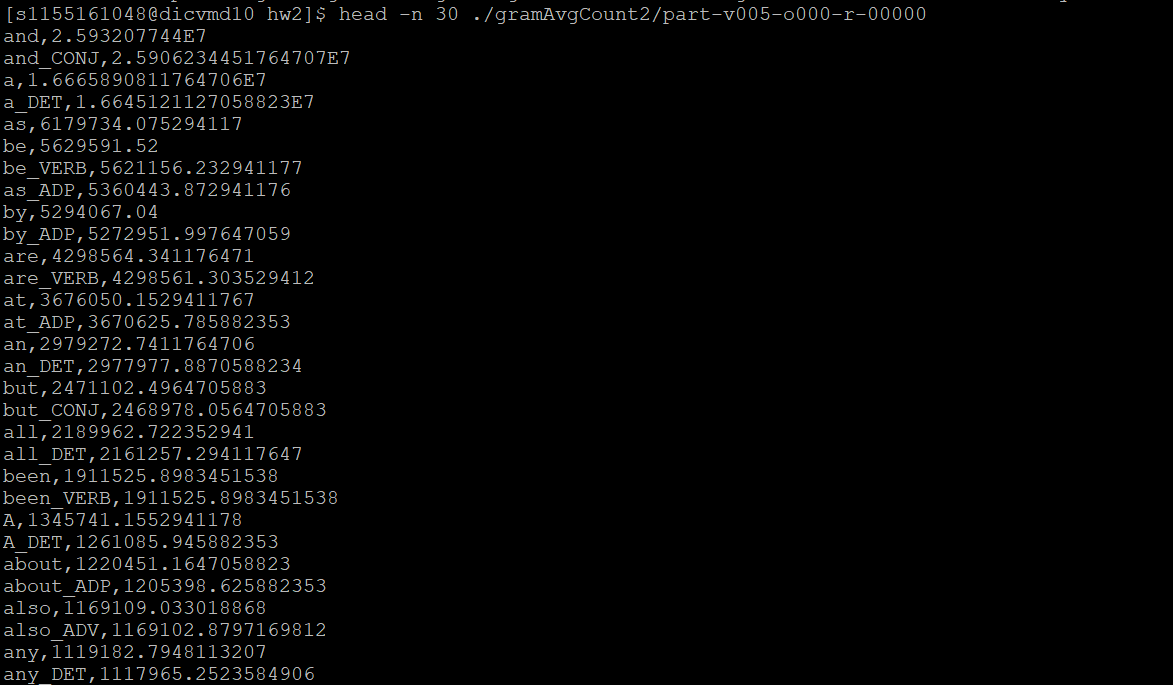 [s1155161048@dicvmd10 hw2]$ head -n 30 ./gramAvgCount2/part-v005-o000-r-00000
and,2.593207744E7
and_CONJ,2.5906234451764707E7
a,1.6665890811764706E7
a_DET,1.6645121127058823E7
as,6179734.075294117
be,5629591.52
be_VERB,5621156.232941177
as_ADP,5360443.872941176
by,5294067.04
by_ADP,5272951.997647059
are,4298564.341176471
are_VERB,4298561.303529412
at,3676050.1529411767
at_ADP,3670625.785882353
an,2979272.7411764706
an_DET,2977977.8870588234
but,2471102.4964705883
but_CONJ,2468978.0564705883
all,2189962.722352941
all_DET,2161257.294117647
been,1911525.8983451538
been_VERB,1911525.8983451538
A,1345741.1552941178
A_DET,1261085.945882353
about,1220451.1647058823
about_ADP,1205398.625882353
also,1169109.033018868
also_ADV,1169102.8797169812
any,1119182.7948113207
any_DET,1117965.2523584906